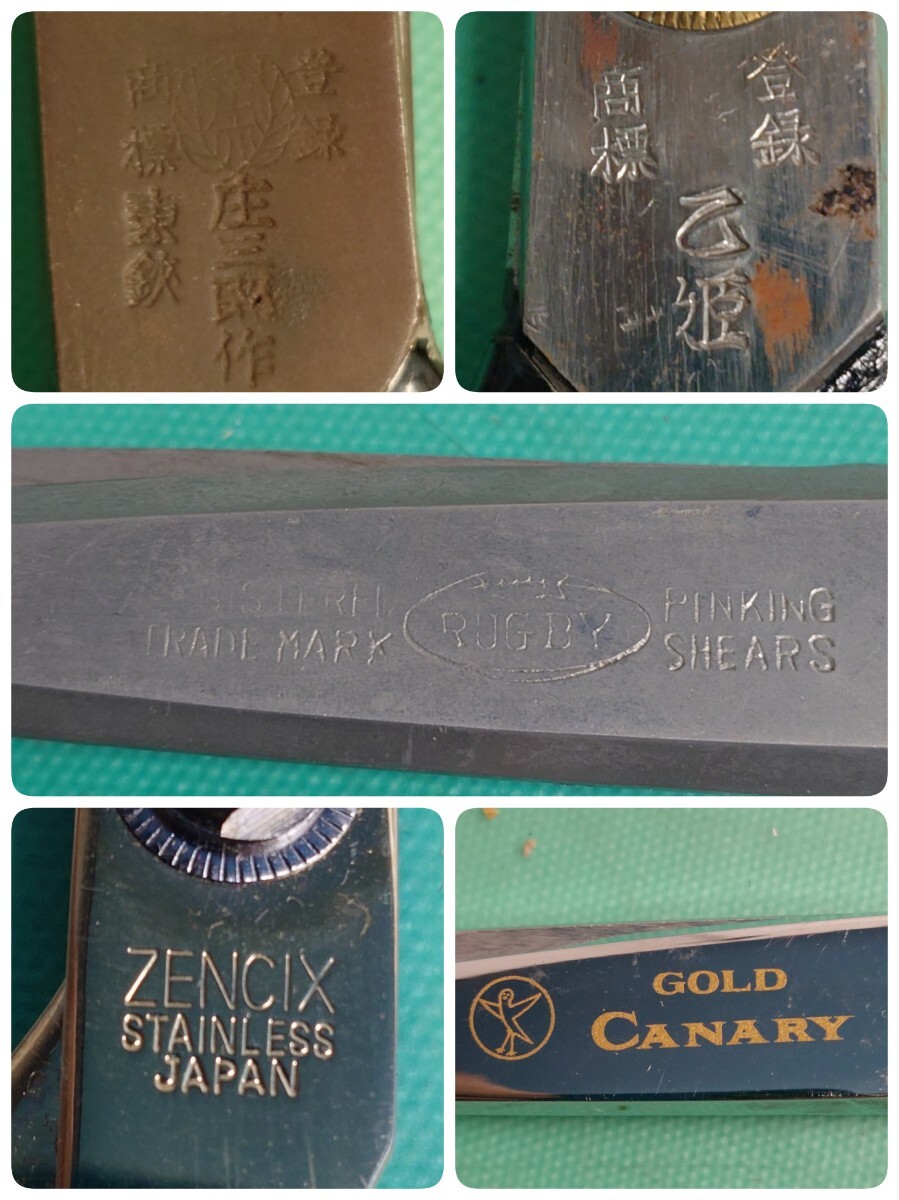 登録
商標
東鋏
庄三郎作
登録
商標
乙姫
TRADE MARK
RUGBY
PINKING
SHEARS
ZENCIX
STAINLESS
JAPAN
GOLD
CANARY